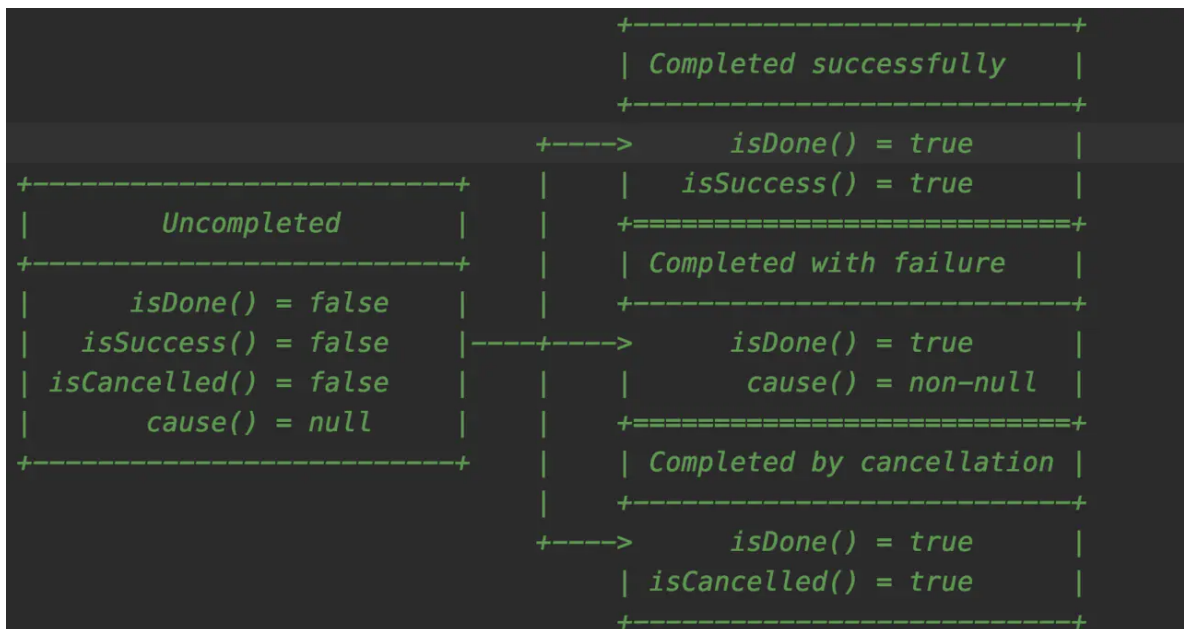 +---------------------------+
                                      | Completed successfully    |
                                      +---------------------------+
                                 +---->      isDone() = true      |
 +--------------------------+    |    |   isSuccess() = true      |
 |        Uncompleted       |    |    +===========================+
 +--------------------------+    |    | Completed with failure    |
 |      isDone() = false    |    |    +---------------------------+
 |   isSuccess() = false    |----+---->      isDone() = true      |
 | isCancelled() = false    |    |    |       cause() = non-null  |
 |       cause() = null     |    |    +===========================+
 +--------------------------+    |    | Completed by cancellation |
                                 |    +---------------------------+
                                 +---->      isDone() = true      |
                                      | isCancelled() = true      |
                                      +---------------------------+